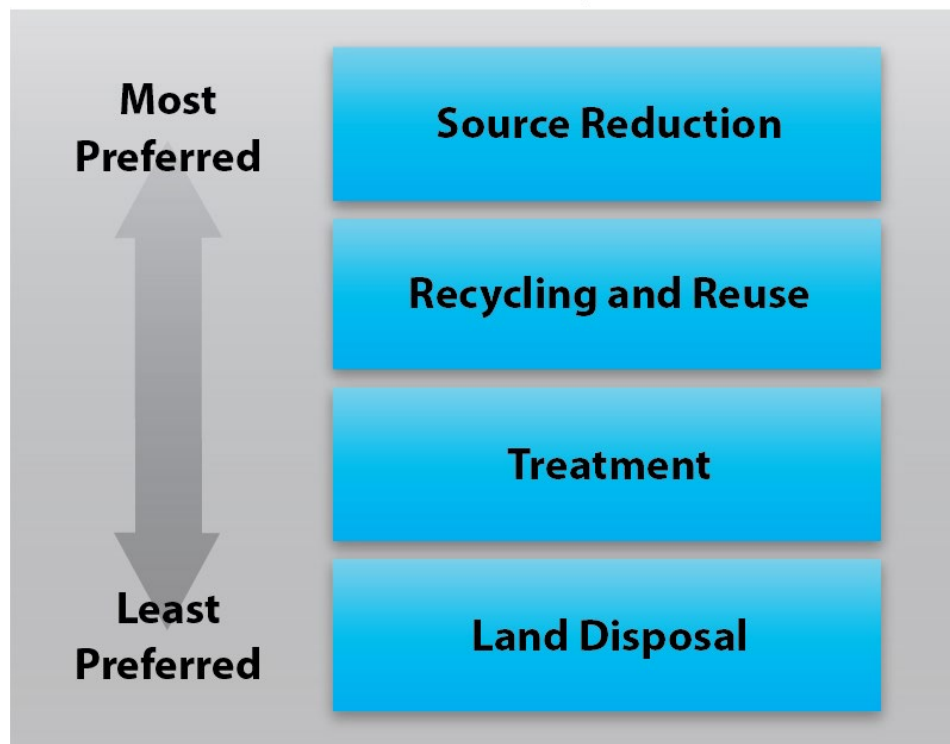 Most
Preferred
Source Reduction
Recycling and Reuse
Treatment
Least
Preferred
Land Disposal